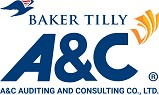 BAKER TILLY
A&C®
A&C AUDITING AND CONSULTING CO., LTD.